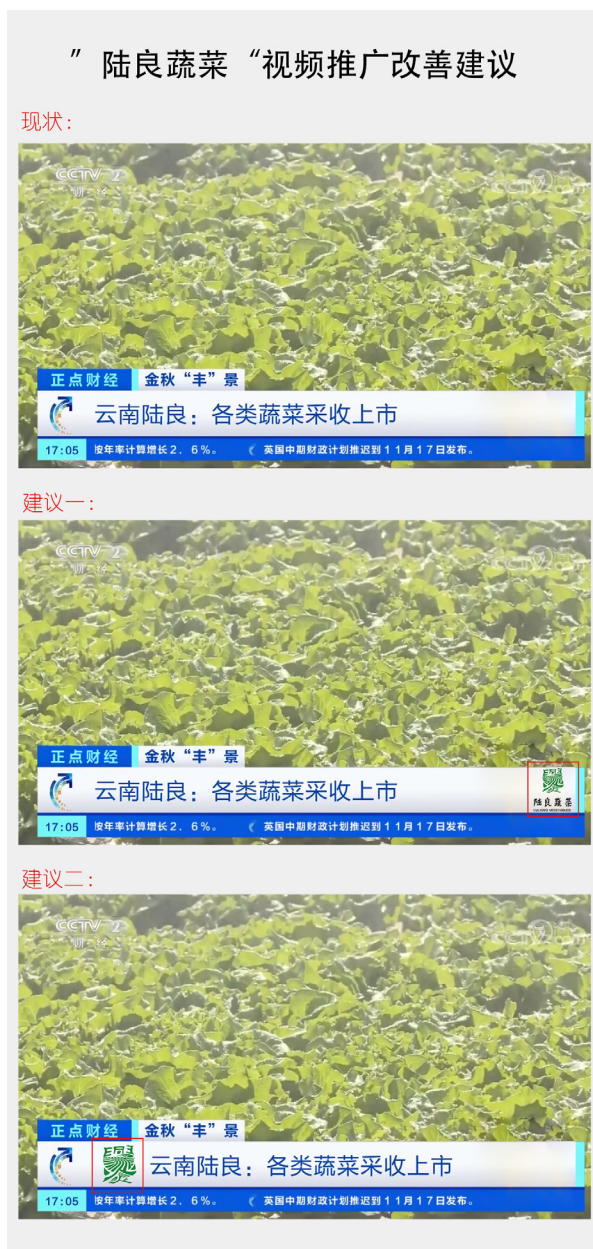 ”陆良蔬菜“视频推广改善建议
现状：
CCTV 2
财经
正点财经 金秋“丰”景
云南陆良：各类蔬菜采收上市
17:05 按年率计算增长2．6%。 英国中期财政计划推迟到11月17日发布。
建议一：
CCTV 2
财经
正点财经 金秋“丰”景
云南陆良：各类蔬菜采收上市
陆良蔬菜
17:05 按年率计算增长2．6%。 英国中期财政计划推迟到11月17日发布。
建议二：
CCTV 2
财经
正点财经 金秋“丰”景
云南陆良：各类蔬菜采收上市
17:05 按年率计算增长2．6%。 英国中期财政计划推迟到11月17日发布。